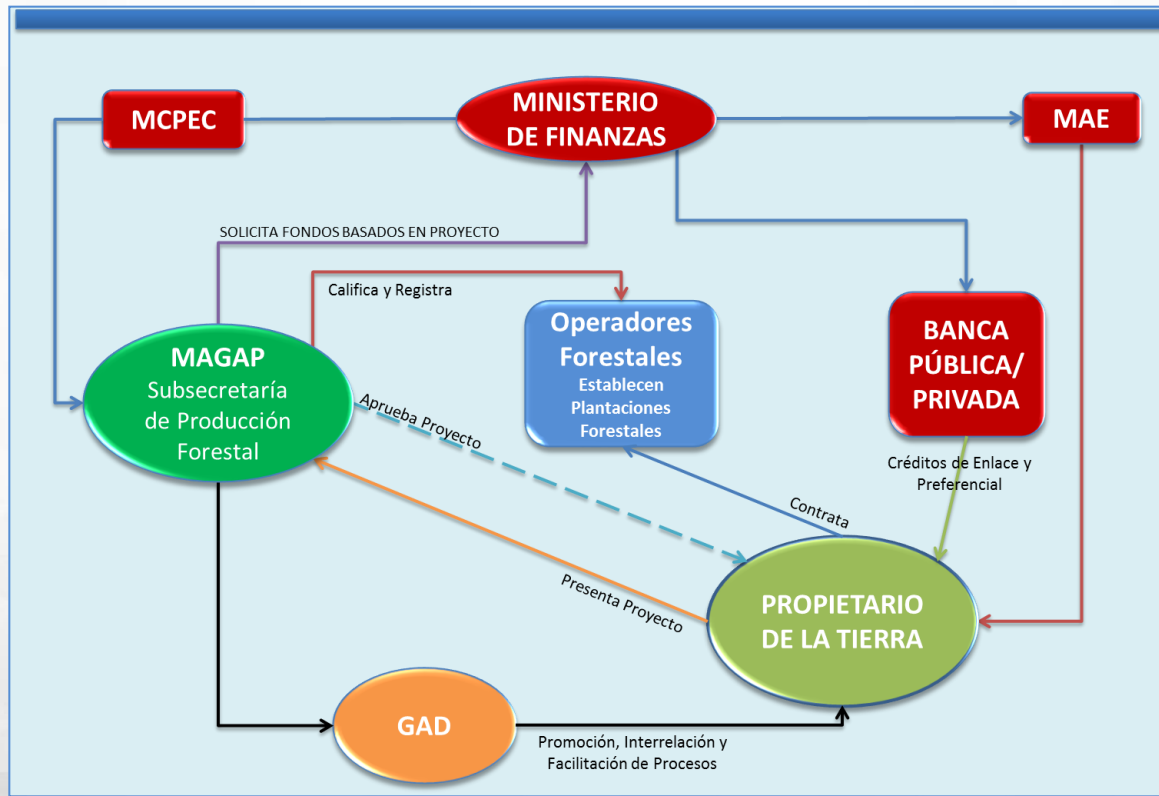 MCPEC
MINISTERIO
DE FINANZAS
MAE
SOLICITA FONDOS BASADOS EN PROYECTO
Califica y Registra
MAGAP
Subsecretaría
de Producción
Forestal
Operadores
Forestales
Establecen
Plantaciones
Forestales
BANCA
PÚBLICA/
PRIVADA
Aprueba Proyecto
Créditos de Enlace y
Preferencial
Contrata
Presenta Proyecto
PROPIETARIO
DE LA TIERRA
GAD
Promoción, Interrelación y
Facilitación de Procesos